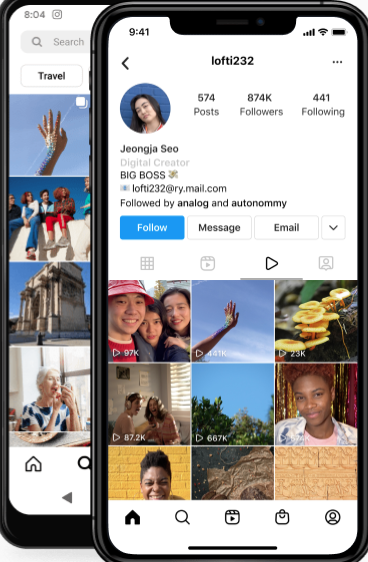 8:04
Search
Travel
9:41
lofti232
574
874K
441
Posts
Followers
Following
Jeongja Seo
Digital Creator
BIG BOSS
lofti232@ry.mail.com
Followed by analog and autonommy
Follow
Message
Email
97K
441K
23K
87.2K
667K